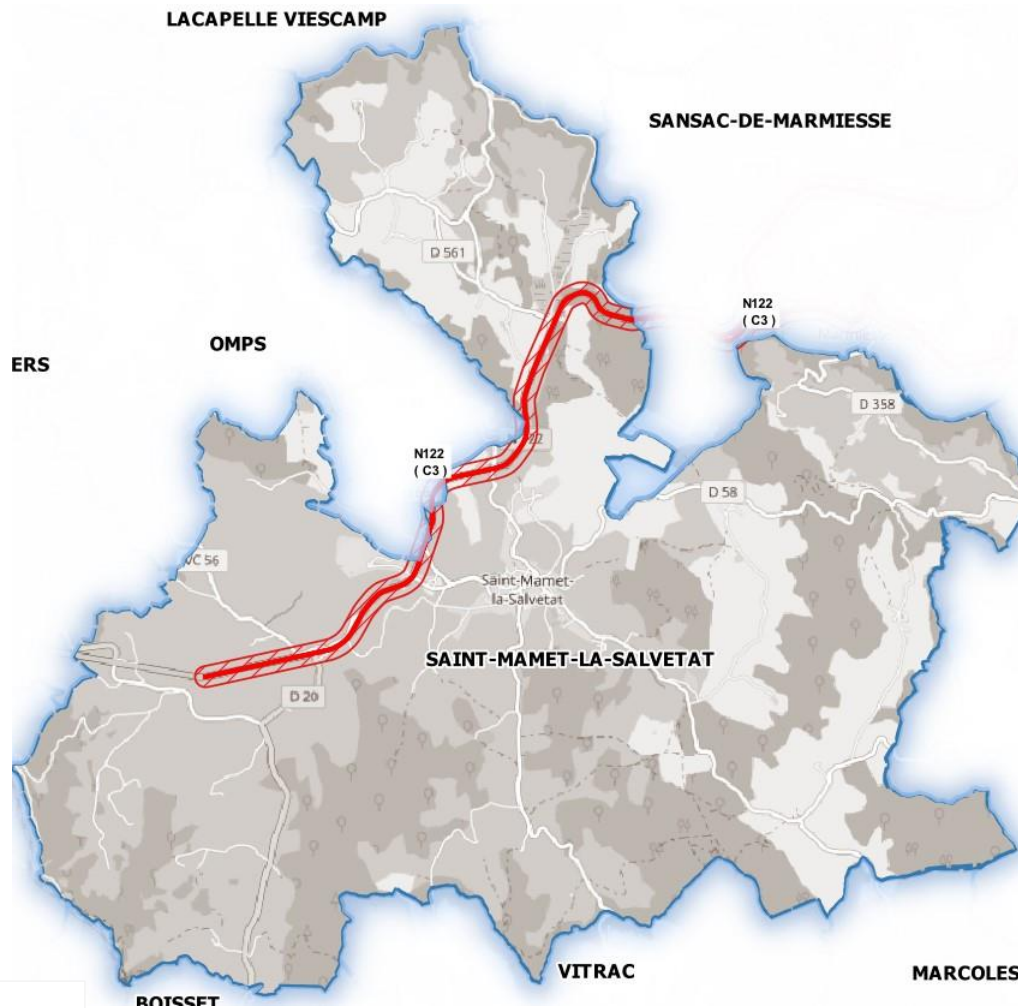 LACAPELLE VIESCAMP
SANSAC-DE-MARMIESSE
D 561
N122
( C3 )
OMPS
ERS
D 358
22
N122
( C3 )
D 58
VC 56
Saint-Mamet-
la-Salvetat
SAINT-MAMET-LA-SALVETAT
D 20
VITRAC
MARCOLES
BOISSET